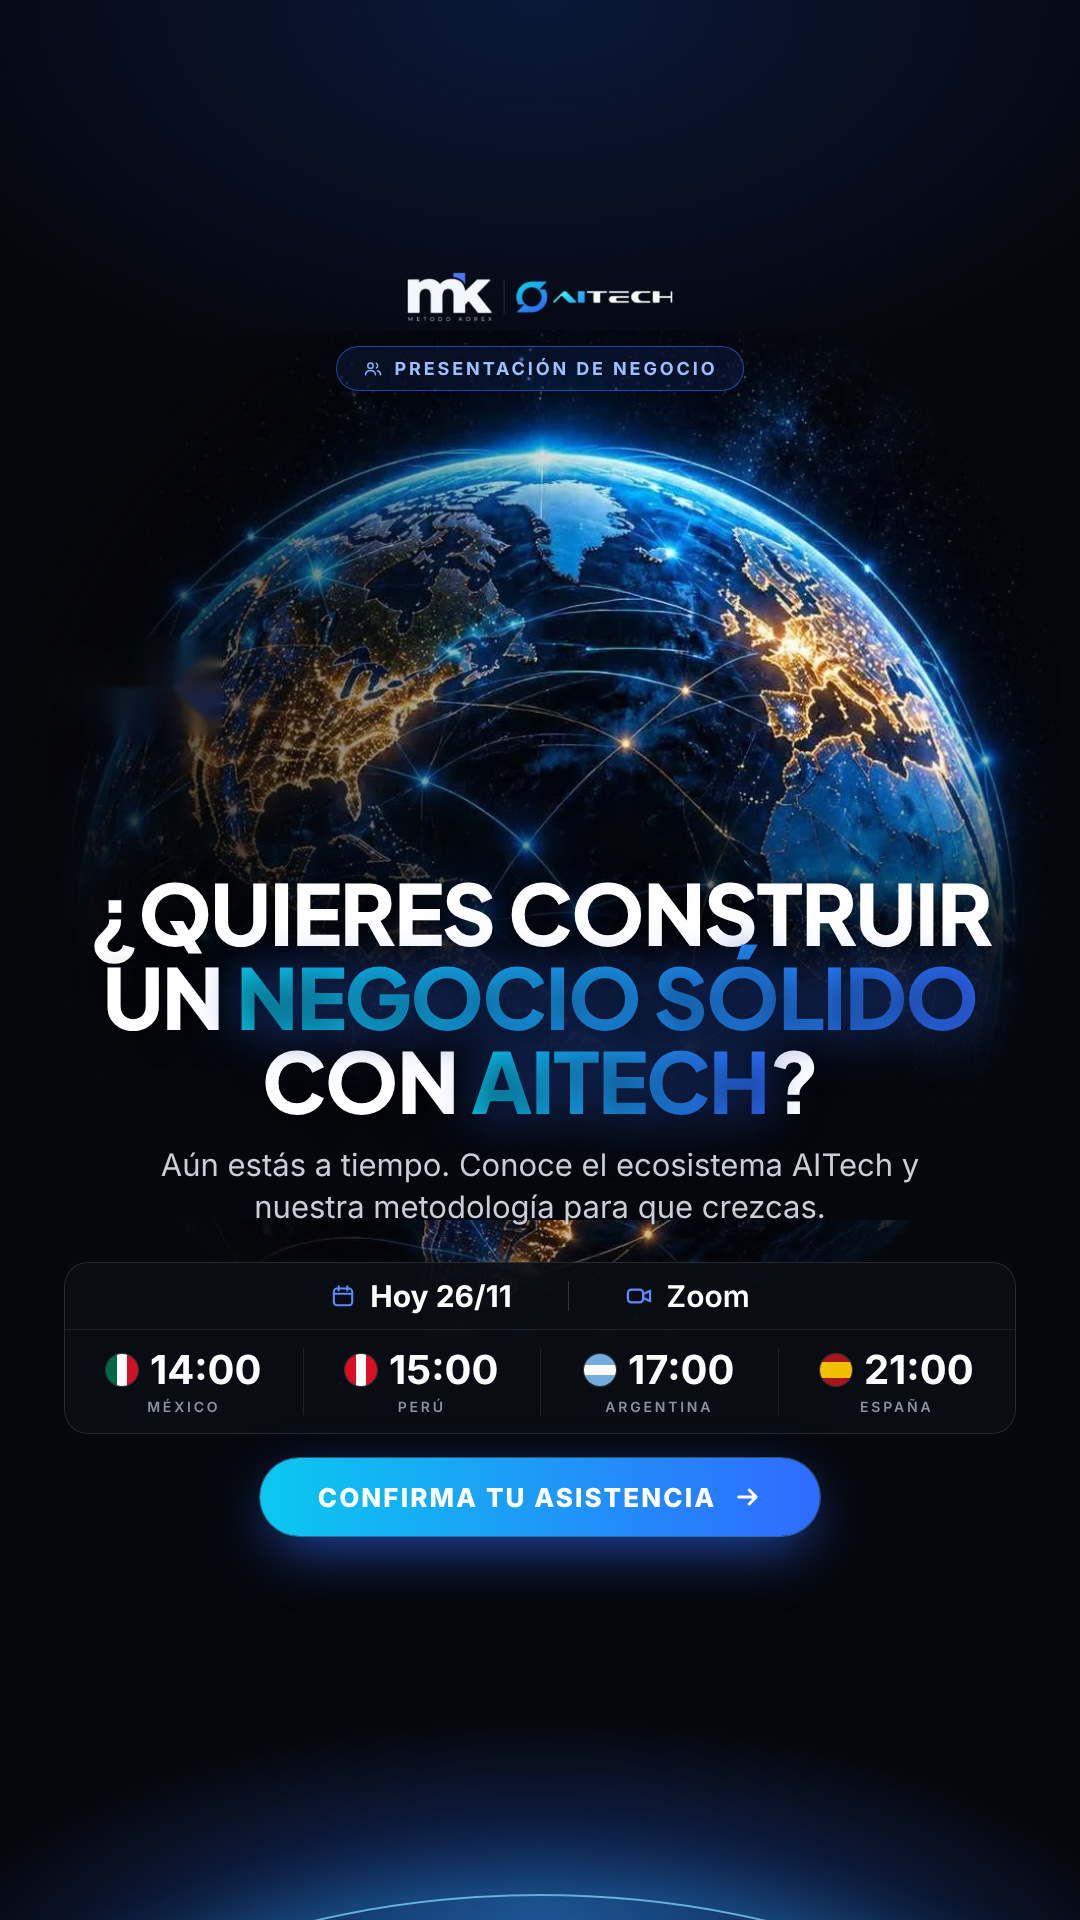 mk
METODO KOREX
AITECH
PRESENTACIÓN DE NEGOCIO
¿QUIERES CONSTRUIR
UN NEGOCIO SÓLIDO
CON AITECH?
Aún estás a tiempo. Conoce el ecosistema AITech y
nuestra metodología para que crezcas.
Hoy 26/11
Zoom
14:00
MÉXICO
15:00
PERÚ
17:00
ARGENTINA
21:00
ESPAÑA
CONFIRMA TU ASISTENCIA →